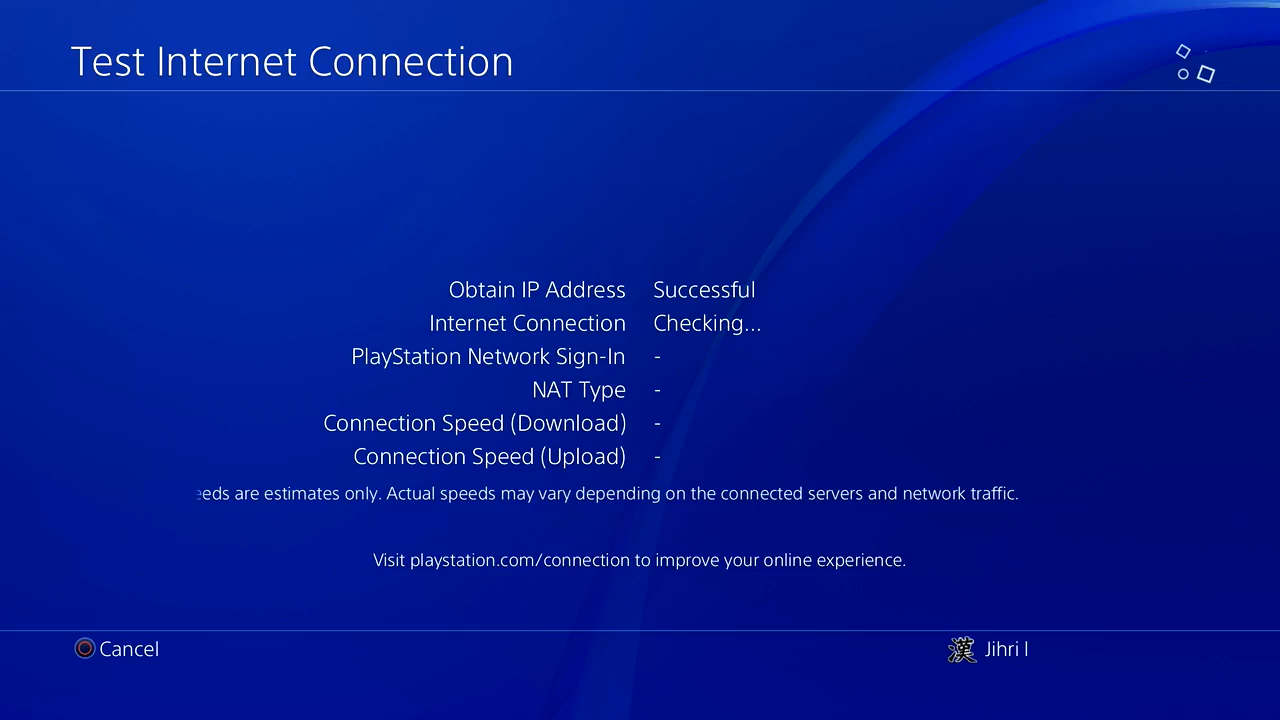 Test Internet Connection
Obtain IP Address Successful
Internet Connection Checking...
PlayStation Network Sign-In -
NAT Type -
Connection Speed (Download) -
Connection Speed (Upload) -
eds are estimates only. Actual speeds may vary depending on the connected servers and network traffic.
Visit playstation.com/connection to improve your online experience.
Cancel
漢 Jihri l